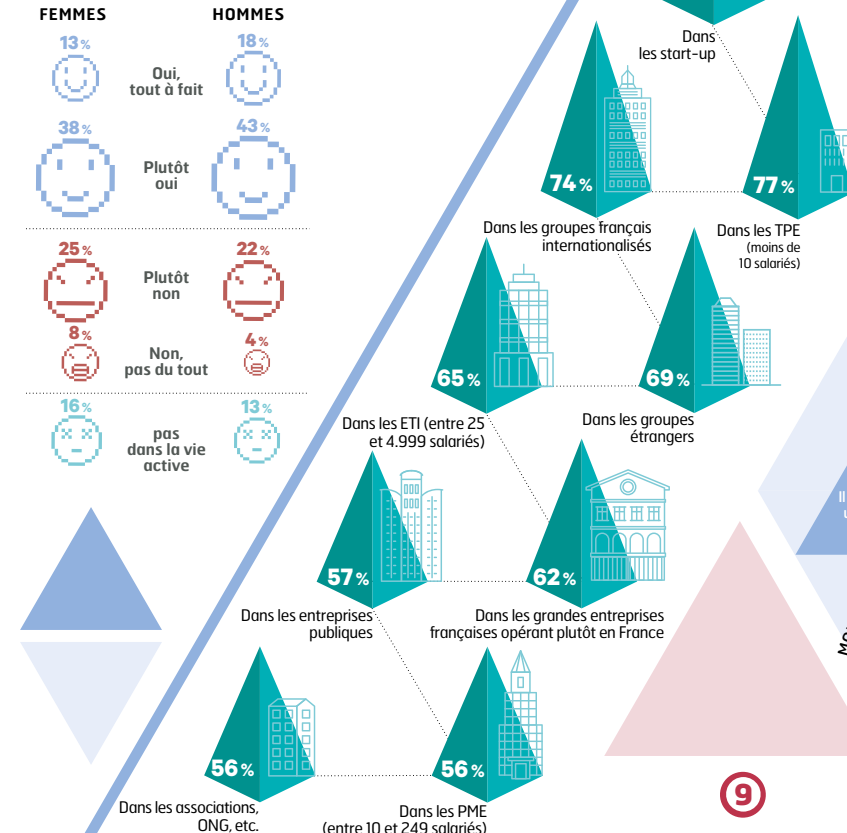 FEMMES
HOMMES
13%
18%
Oui,
tout à fait
38%
43%
Plutôt
oui
25%
22%
Plutôt
non
8%
4%
Non,
pas du tout
16%
13%
pas
dans la vie
active
Dans
les start-up
74%
77%
Dans les groupes français
internationalisés
Dans les TPE
(moins de
10 salariés)
65%
69%
Dans les ETI (entre 25
et 4.999 salariés)
Dans les groupes
étrangers
57%
62%
Dans les entreprises
publiques
Dans les grandes entreprises
françaises opérant plutôt en France
56%
56%
Dans les associations,
ONG, etc.
Dans les PME
(entre 10 et 249 salariés)
Il
9